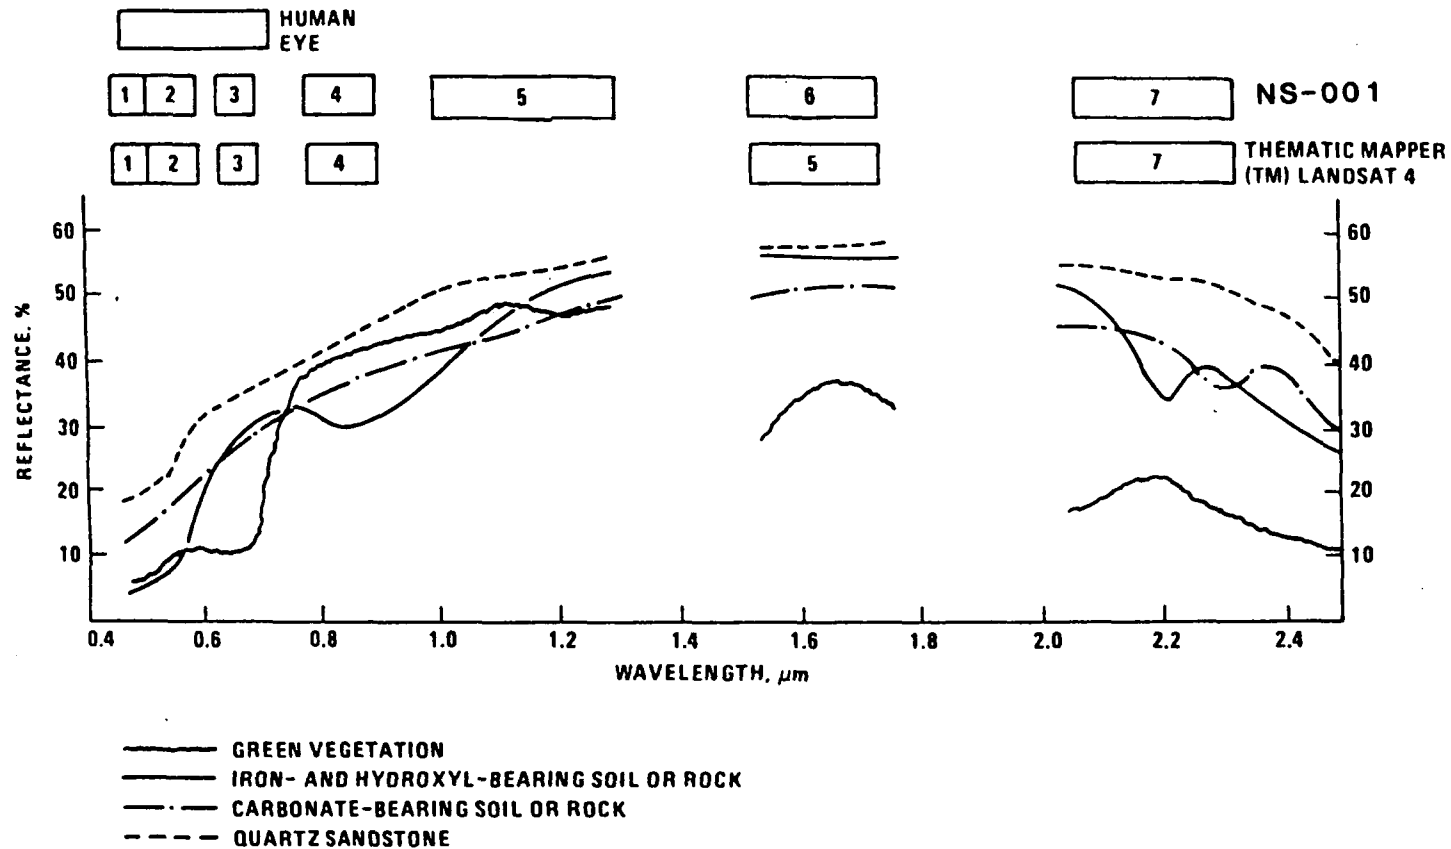 HUMAN
EYE
1 2 3 4 5 6 7 NS-001
1 2 3 4 5 7 THEMATIC MAPPER
(TM) LANDSAT 4
60 60
50 50
40 40
30 30
20 20
10 10
REFLECTANCE, %
0.4 0.6 0.8 1.0 1.2 1.4 1.6 1.8 2.0 2.2 2.4
WAVELENGTH, μm
GREEN VEGETATION
IRON- AND HYDROXYL-BEARING SOIL OR ROCK
CARBONATE-BEARING SOIL OR ROCK
QUARTZ SANDSTONE